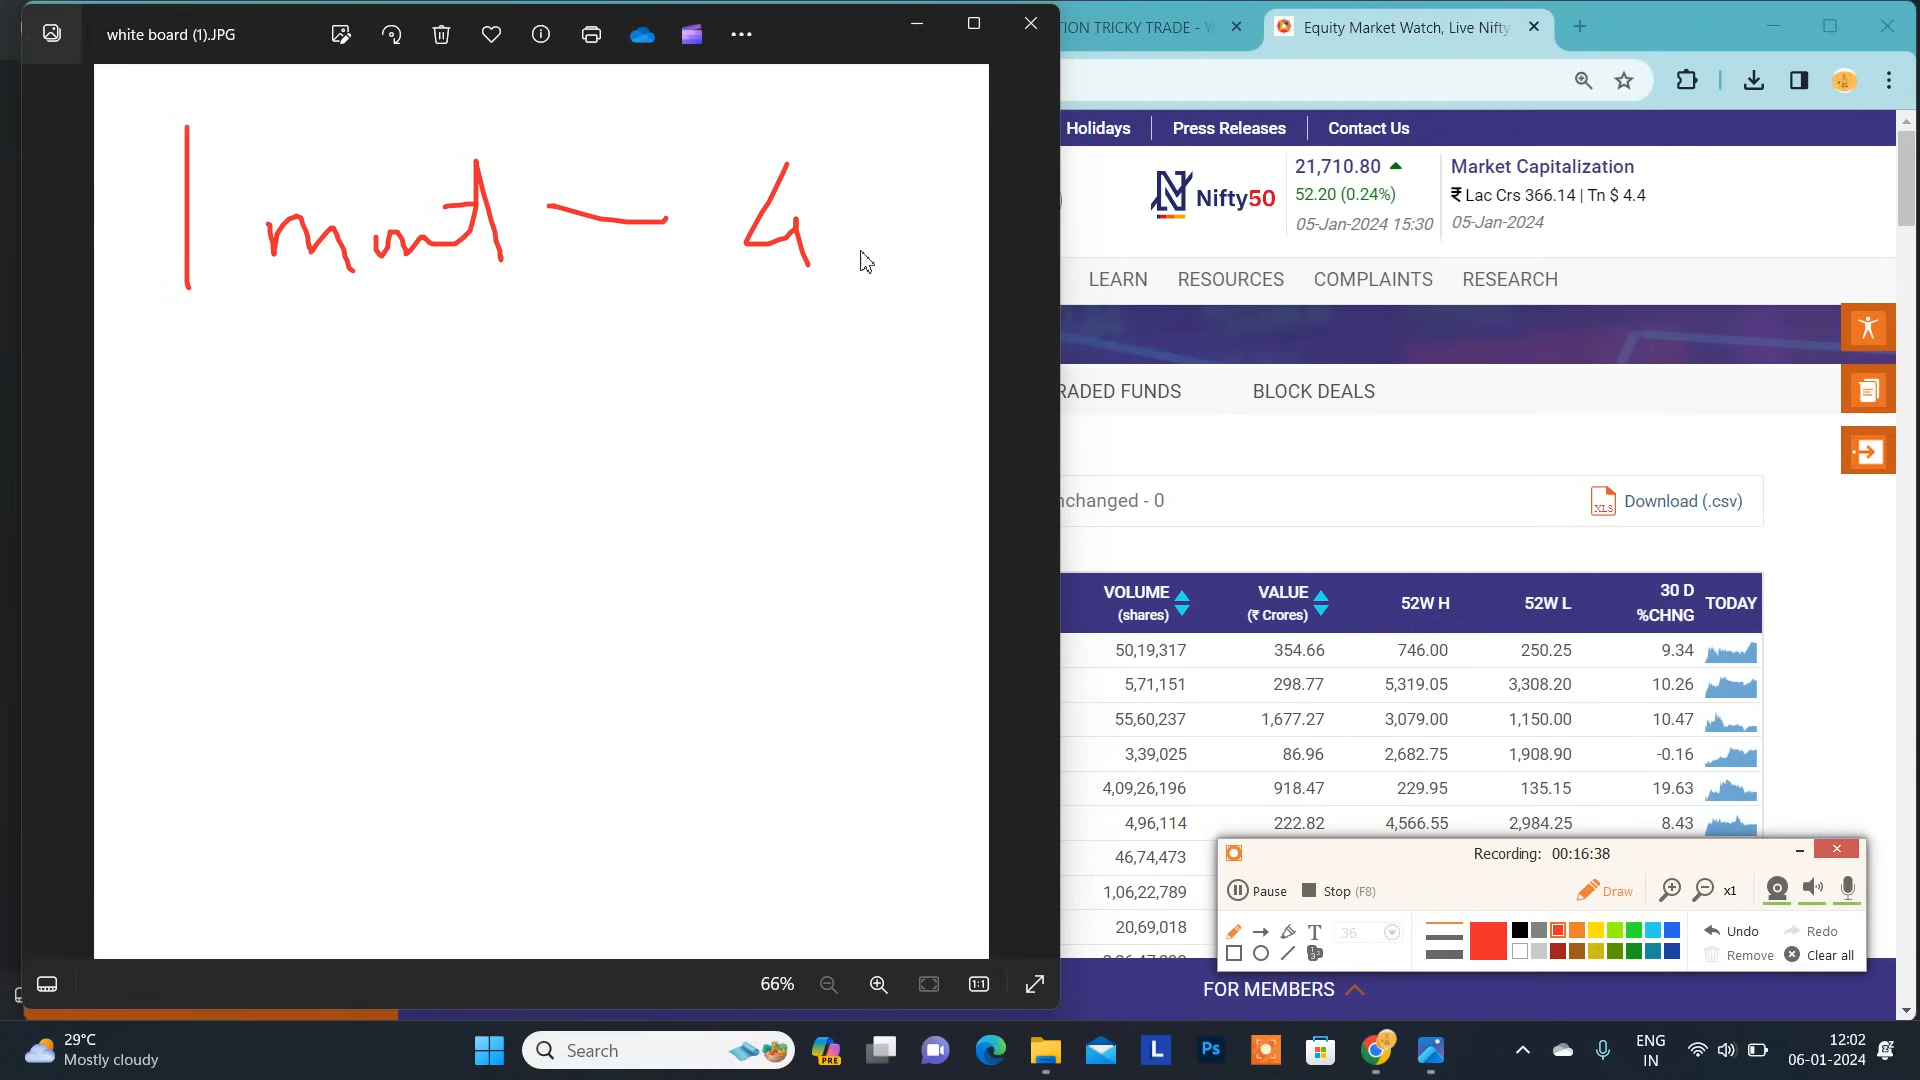 white board (1).JPG
TION TRICKY TRADE - Y
Equity Market Watch, Live Nifty
Holidays
Press Releases
Contact Us
Nifty50
21,710.80
52.20 (0.24%)
05-Jan-2024 15:30
Market Capitalization
₹ Lac Crs 366.14 | Tn $ 4.4
05-Jan-2024
LEARN RESOURCES COMPLAINTS RESEARCH
RADED FUNDS BLOCK DEALS
nchanged - 0
XLS Download (.csv)
VOLUME (shares) VALUE (₹ Crores) 52W H 52W L 30 D %CHNG TODAY
50,19,317 354.66 746.00 250.25 9.34
5,71,151 298.77 5,319.05 3,308.20 10.26
55,60,237 1,677.27 3,079.00 1,150.00 10.47
3,39,025 86.96 2,682.75 1,908.90 -0.16
4,09,26,196 918.47 229.95 135.15 19.63
4,96,114 222.82 4,566.55 2,984.25 8.43
46,74,473
1,06,22,789
20,69,018
1 — 4
Recording: 00:16:38
Pause Stop (F8) Draw x1
T 36 Undo Redo
Remove Clear all
FOR MEMBERS
66% 1:1
29°C
Mostly cloudy
Search
PRE
L
Ps
ENG
IN
12:02
06-01-2024